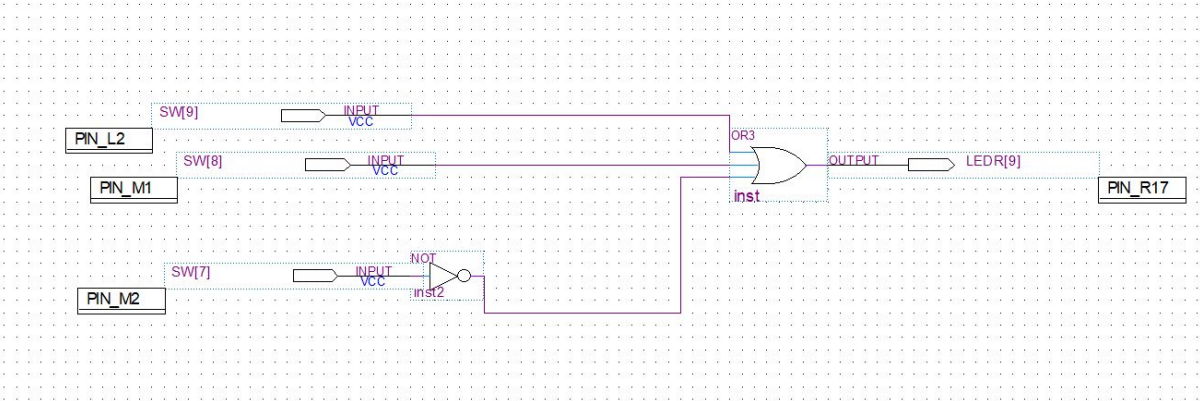 SW[9]
INPUT
VCC
PIN_L2
OR3
SW[8]
INPUT
VCC
OUTPUT
LEDR[9]
PIN_M1
inst
PIN_R17
NOT
SW[7]
INPUT
VCC
inst2
PIN_M2